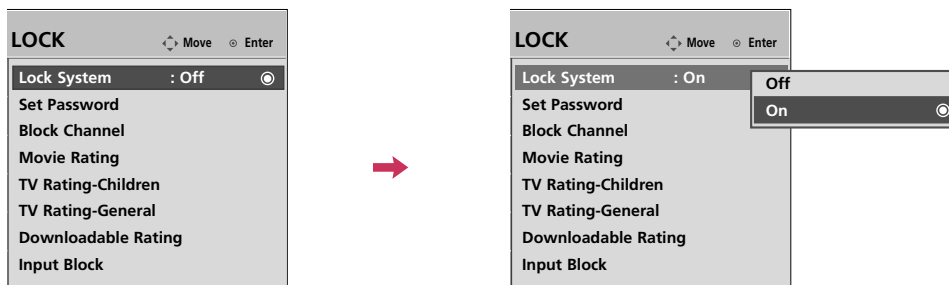 LOCK Move Enter
Lock System : Off
Set Password
Block Channel
Movie Rating
TV Rating-Children
TV Rating-General
Downloadable Rating
Input Block
LOCK Move Enter
Lock System : On
Set Password
Block Channel
Movie Rating
TV Rating-Children
TV Rating-General
Downloadable Rating
Input Block
Off
On